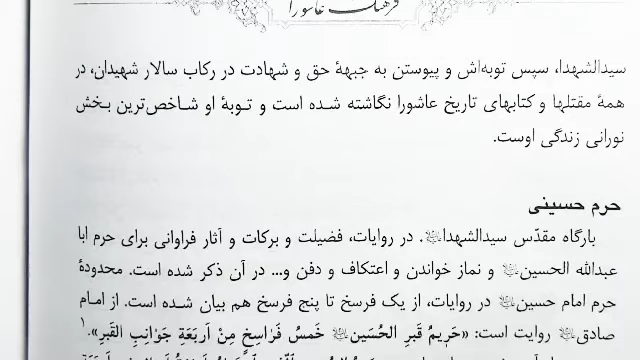 فرهنگ عاشورا
سیدالشهدا، سپس توبه‌اش و پیوستن به جبههٔ حق و شهادت در رکاب سالار شهیدان، در
همهٔ مقتلها و کتابهای تاریخ عاشورا نگاشته شده است و توبهٔ او شاخص‌ترین بخش
نورانی زندگی اوست.
حرم حسینی
بارگاه مقدّس سیدالشهدا. در روایات، فضیلت و برکات و آثار فراوانی برای حرم ابا
عبدالله الحسین و نماز خواندن و اعتکاف و دفن و... در آن ذکر شده است. محدودهٔ
حرم امام حسین در روایات، از یک فرسخ تا پنج فرسخ هم بیان شده است. از امام
صادق روایت است: «حَرِیمُ قَبرِ الحُسَینِ خَمسُ فَراسِخٍ مِنْ اَربَعَةِ جَوانِبِ القَبرِ».۱